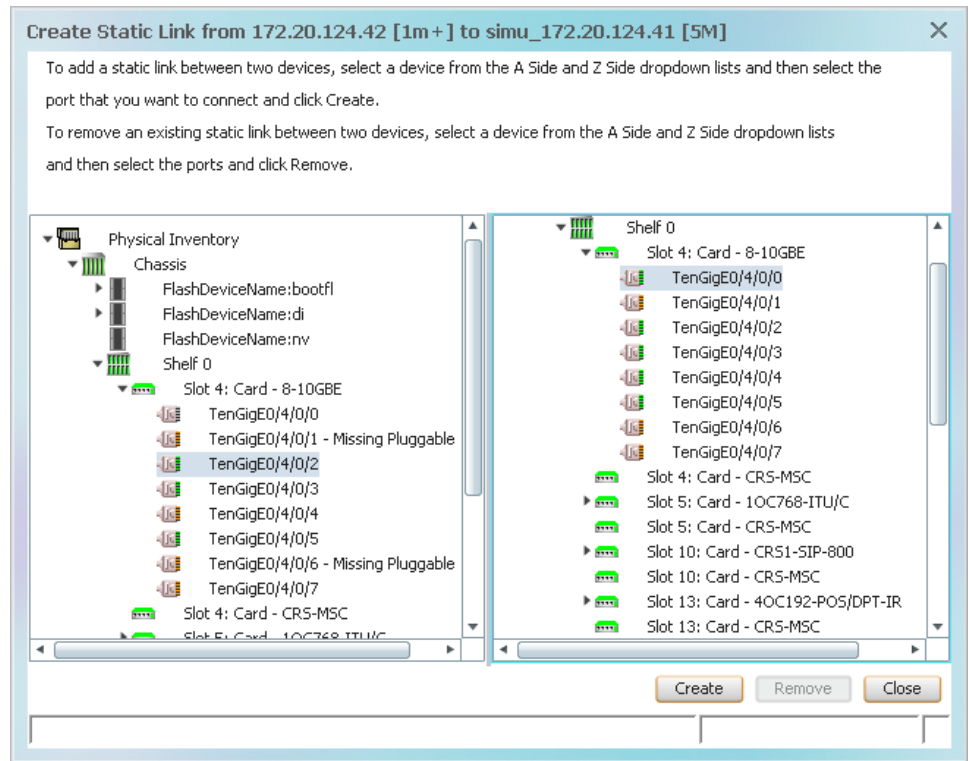 Create Static Link from 172.20.124.42 [1m+] to simu_172.20.124.41 [5M]
To add a static link between two devices, select a device from the A Side and Z Side dropdown lists and then select the
port that you want to connect and click Create.
To remove an existing static link between two devices, select a device from the A Side and Z Side dropdown lists
and then select the ports and click Remove.
Physical Inventory
Chassis
FlashDeviceName:bootfl
FlashDeviceName:di
FlashDeviceName:nv
Shelf 0
Slot 4: Card - 8-10GBE
TenGigE0/4/0/0
TenGigE0/4/0/1 - Missing Pluggable
TenGigE0/4/0/2
TenGigE0/4/0/3
TenGigE0/4/0/4
TenGigE0/4/0/5
TenGigE0/4/0/6 - Missing Pluggable
TenGigE0/4/0/7
Slot 4: Card - CRS-MSC
Slot 5: Card - 1OC768-ITU/C
Shelf 0
Slot 4: Card - 8-10GBE
TenGigE0/4/0/0
TenGigE0/4/0/1
TenGigE0/4/0/2
TenGigE0/4/0/3
TenGigE0/4/0/4
TenGigE0/4/0/5
TenGigE0/4/0/6
TenGigE0/4/0/7
Slot 4: Card - CRS-MSC
Slot 5: Card - 1OC768-ITU/C
Slot 5: Card - CRS-MSC
Slot 10: Card - CRS1-SIP-800
Slot 10: Card - CRS-MSC
Slot 13: Card - 4OC192-POS/DPT-IR
Slot 13: Card - CRS-MSC
Create Remove Close